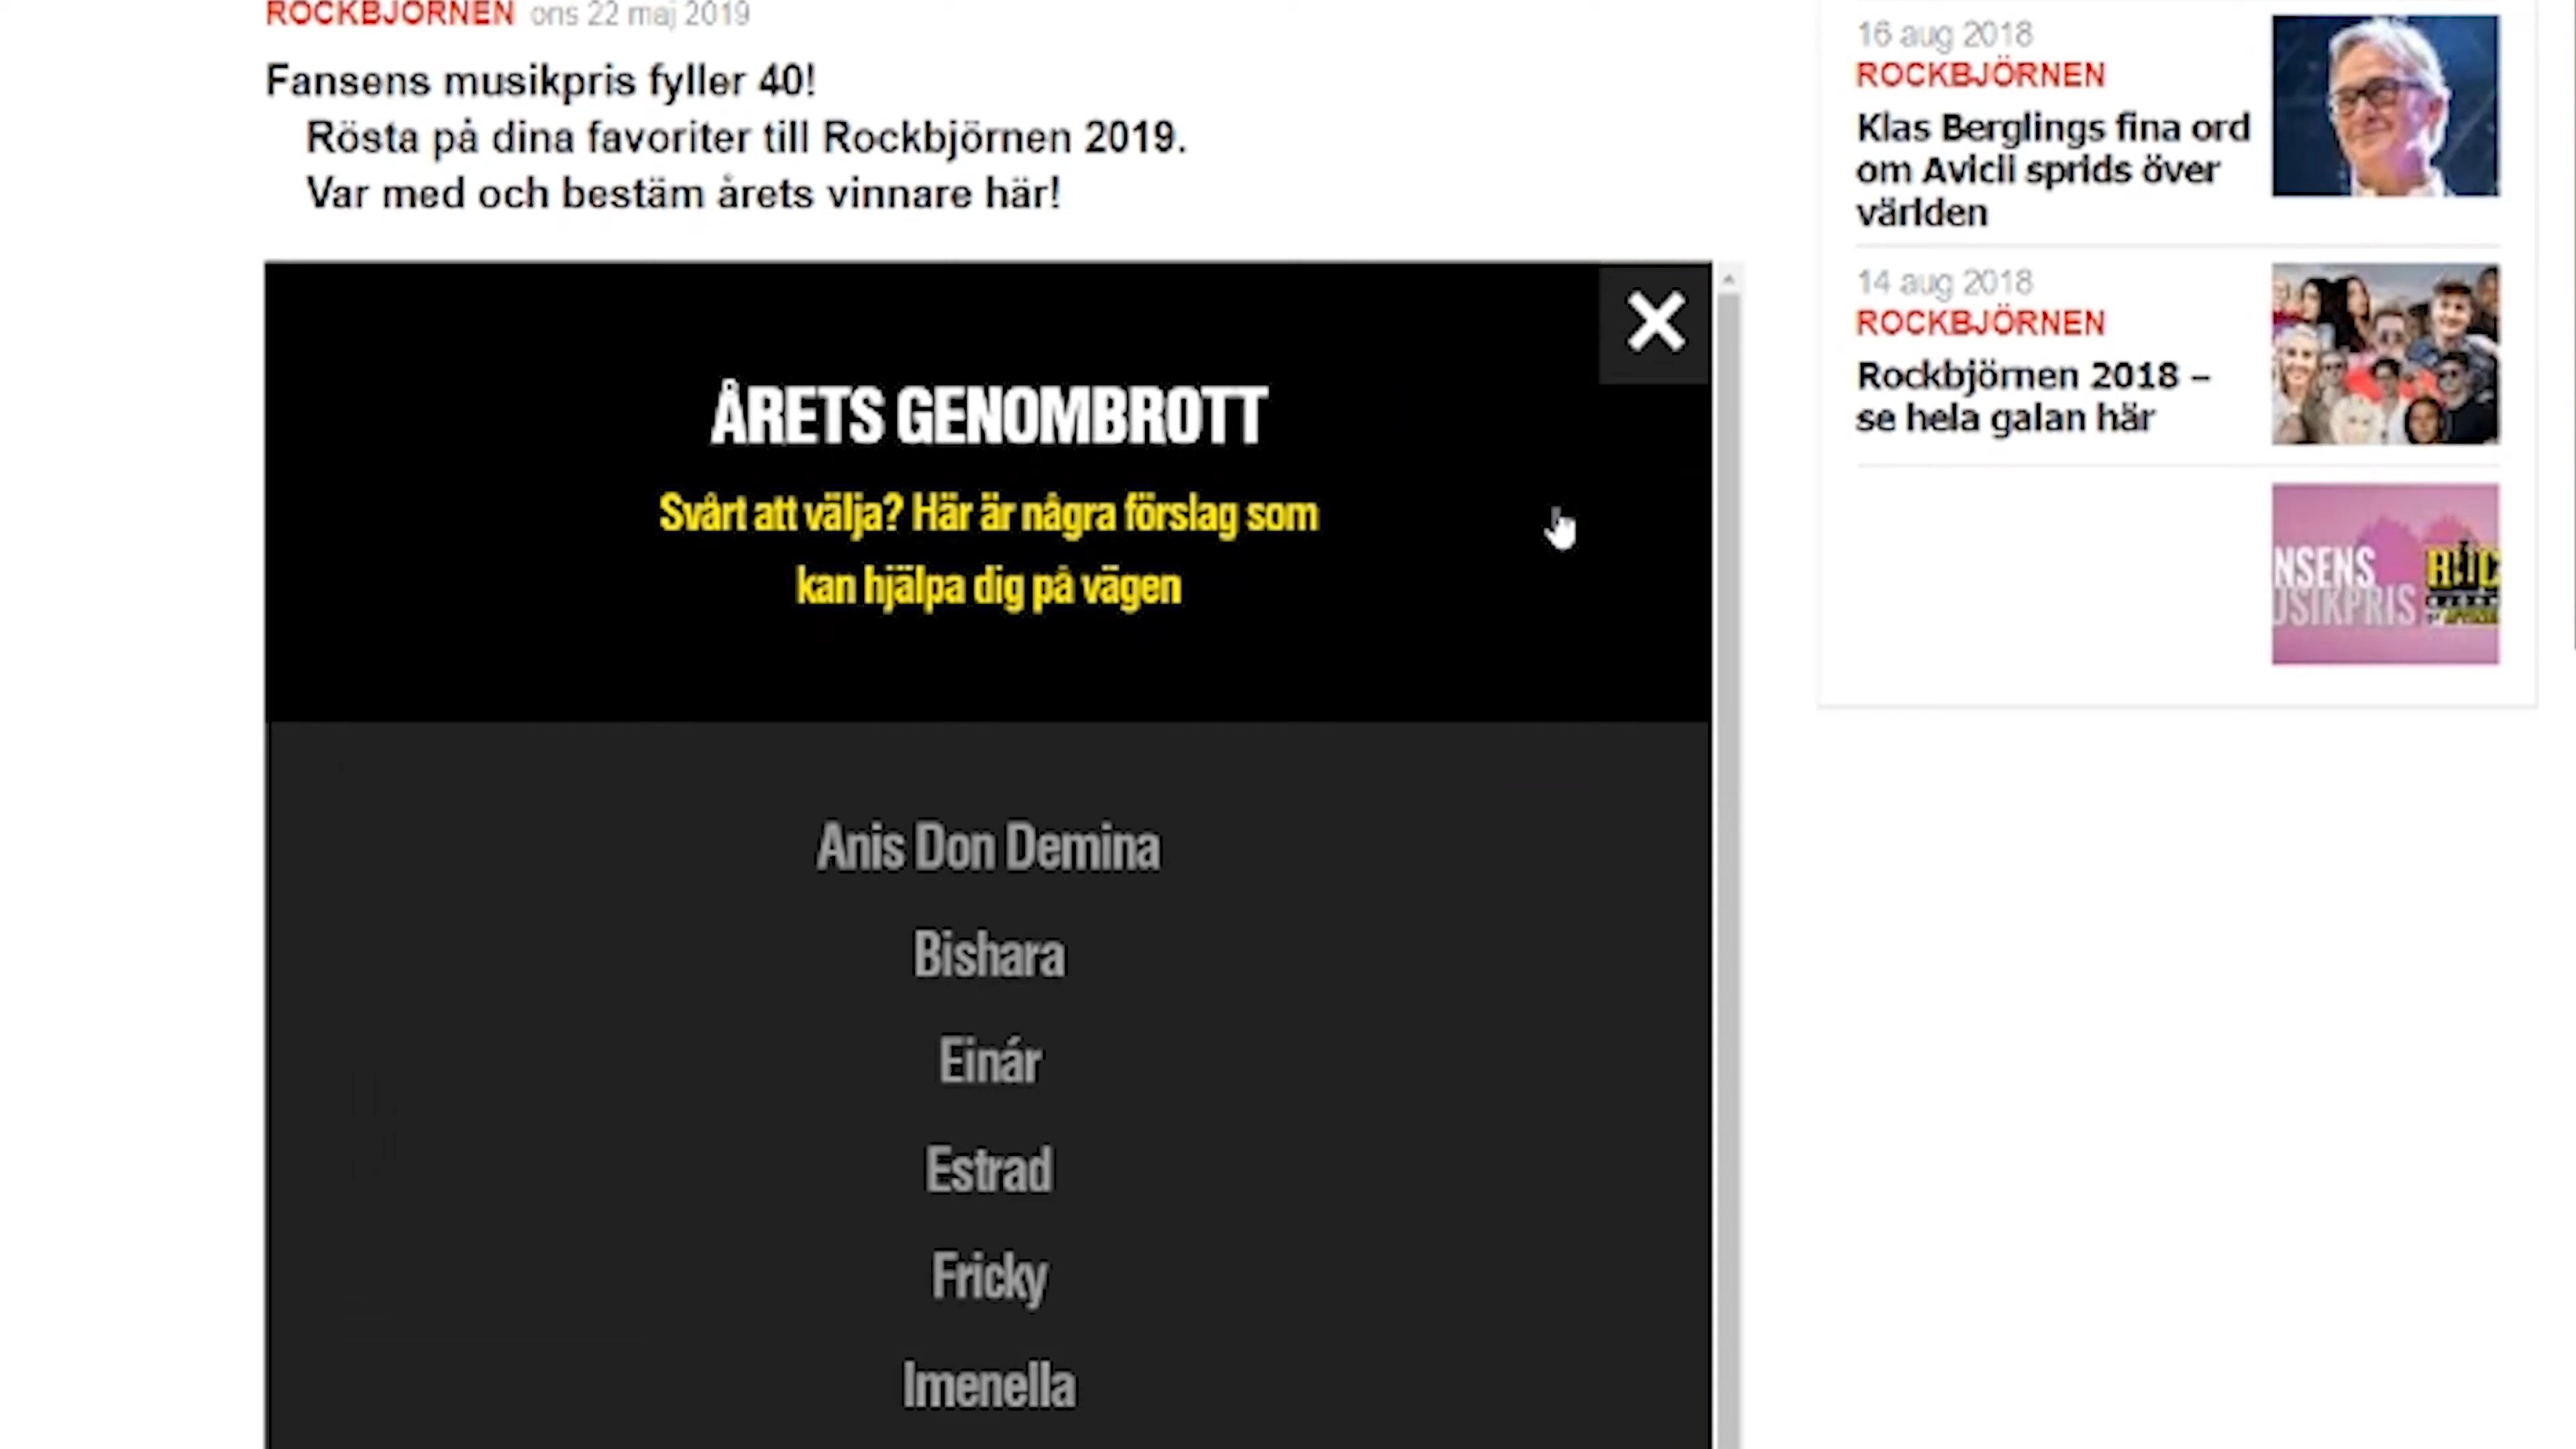 ROCKBJÖRNEN ons 22 maj 2019
Fansens musikpris fyller 40!
Rösta på dina favoriter till Rockbjörnen 2019.
Var med och bestäm årets vinnare här!
ÅRETS GENOMBROTT
Svårt att välja? Här är några förslag som
kan hjälpa dig på vägen
Anis Don Demina
Bishara
Einár
Estrad
Fricky
Imenella
16 aug 2018
ROCKBJÖRNEN
Klas Berglings fina ord
om Avicii sprids över
världen
14 aug 2018
ROCKBJÖRNEN
Rockbjörnen 2018 –
se hela galan här
NSENS
USIKPRIS